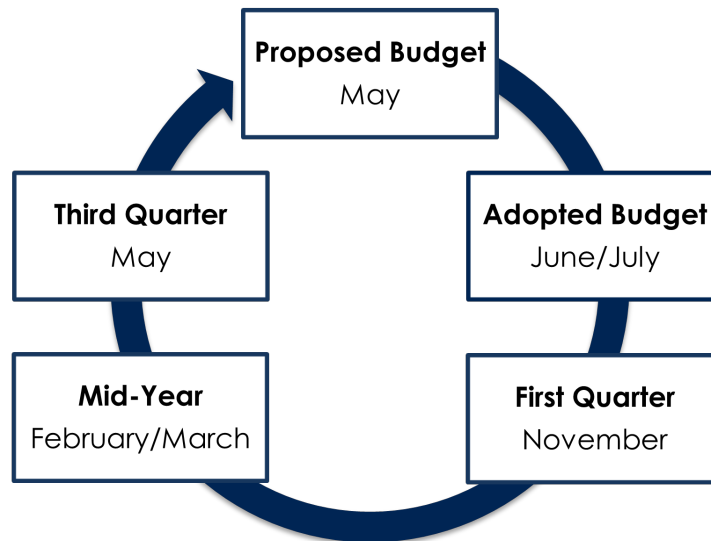 Proposed Budget
May
Adopted Budget
June/July
First Quarter
November
Mid-Year
February/March
Third Quarter
May